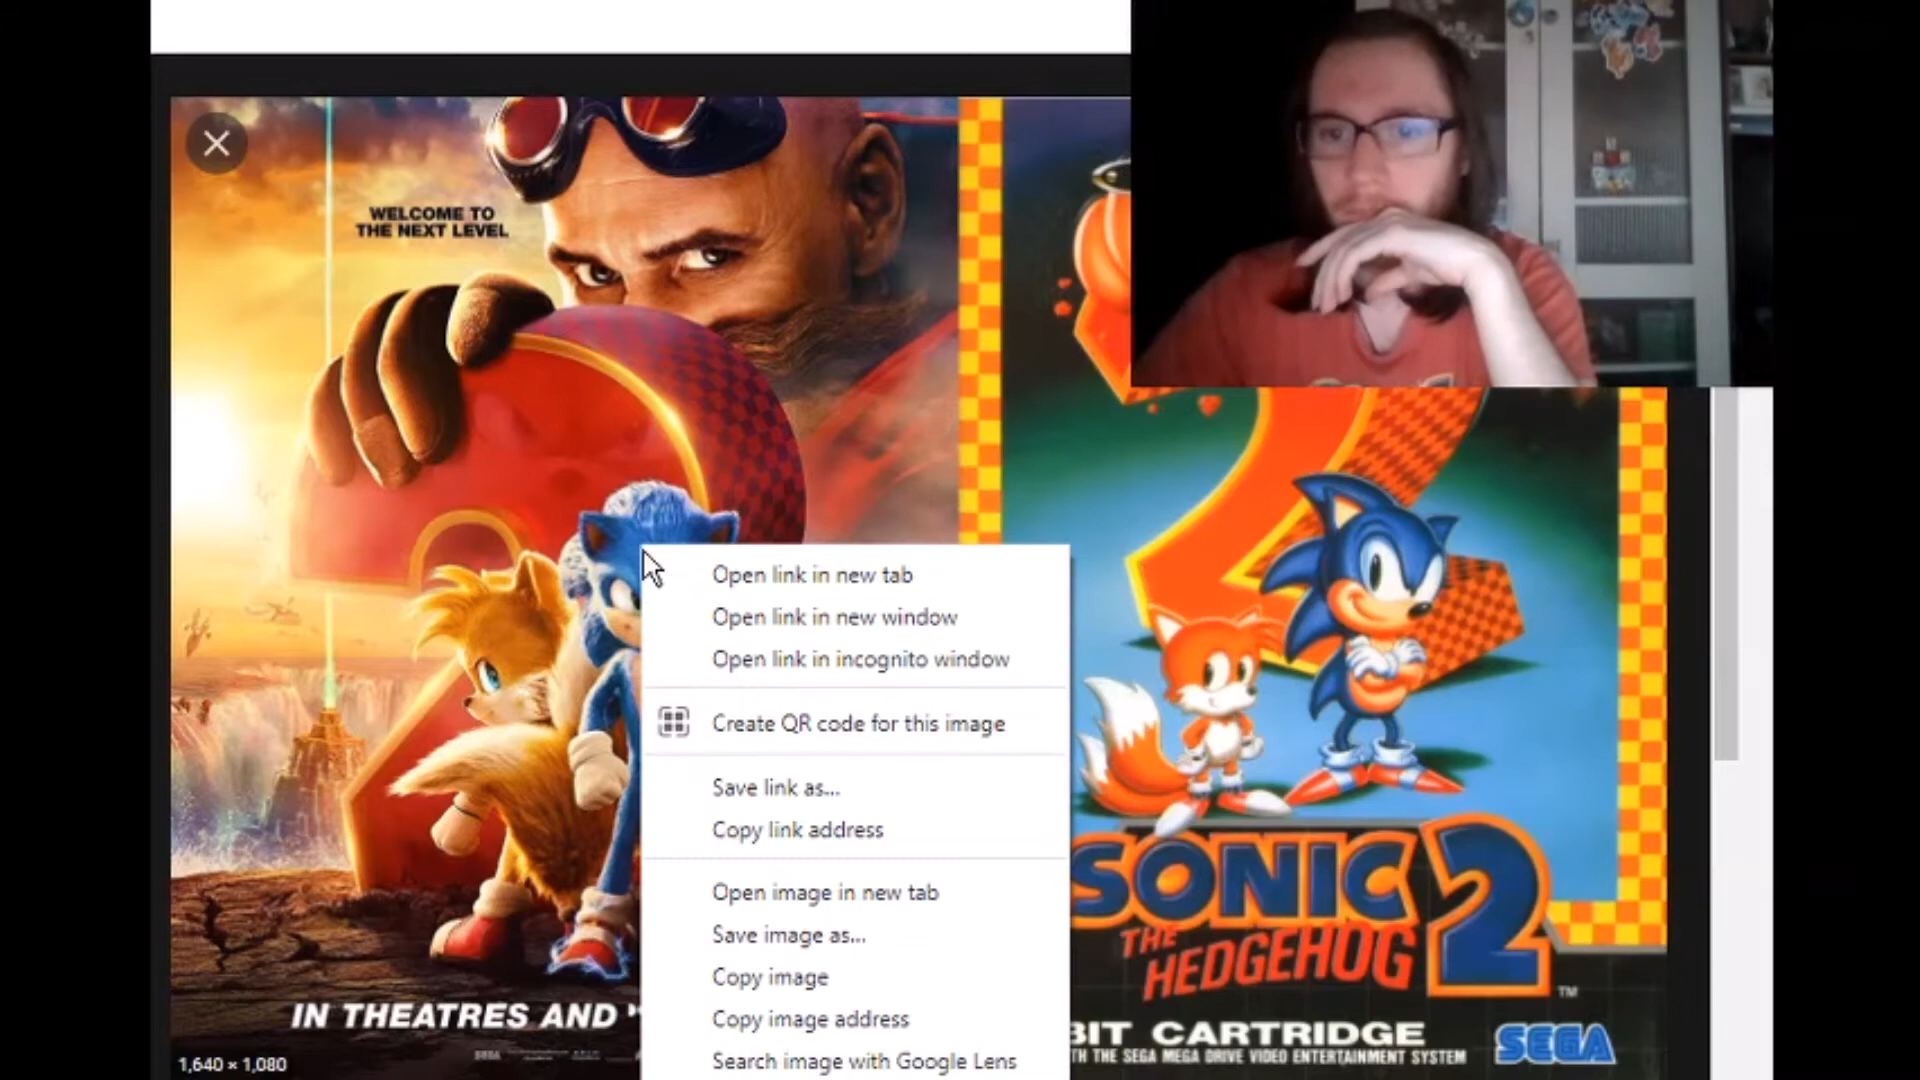 WELCOME TO
THE NEXT LEVEL
Open link in new tab
Open link in new window
Open link in incognito window
Create QR code for this image
Save link as...
Copy link address
Open image in new tab
Save image as...
Copy image
Copy image address
Search image with Google Lens
IN THEATRES AND
SEGA
1,640 × 1,080
SONIC
THE
HEDGEHOG
2
TM
BIT CARTRIDGE
TH THE SEGA MEGA DRIVE VIDEO ENTERTAINMENT SYSTEM
SEGA